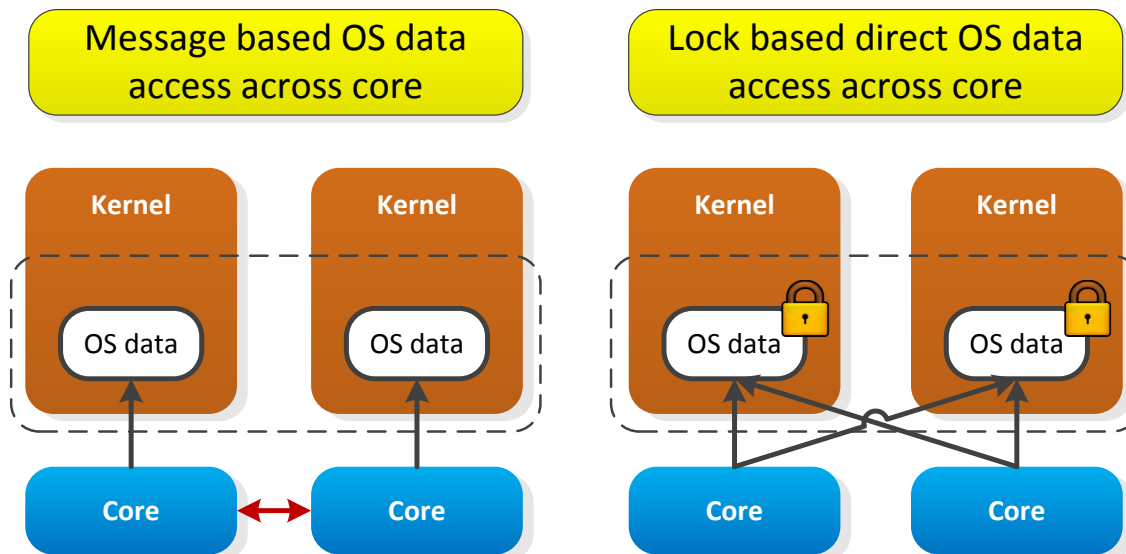 Message based OS data
access across core
Lock based direct OS data
access across core
Kernel
Kernel
Kernel
Kernel
OS data
OS data
OS data
OS data
Core
Core
Core
Core